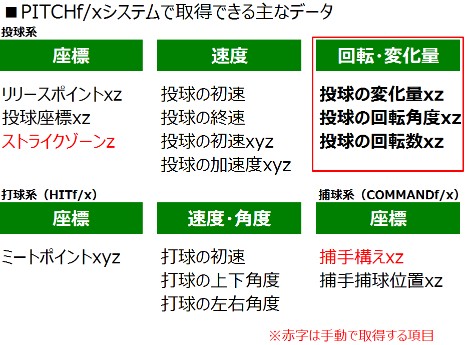 ■PITCHf/xシステムで取得できる主なデータ
投球系
座標
リリースポイントxz
投球座標xz
ストライクゾーンz
速度
投球の初速
投球の終速
投球の初速xyz
投球の加速度xyz
回転・変化量
投球の変化量xz
投球の回転角度xz
投球の回転数xz
打球系（HITf/x）
座標
ミートポイントxyz
速度・角度
打球の初速
打球の上下角度
打球の左右角度
捕球系（COMMANDf/x）
座標
捕手構えxz
捕手捕球位置xz
※赤字は手動で取得する項目